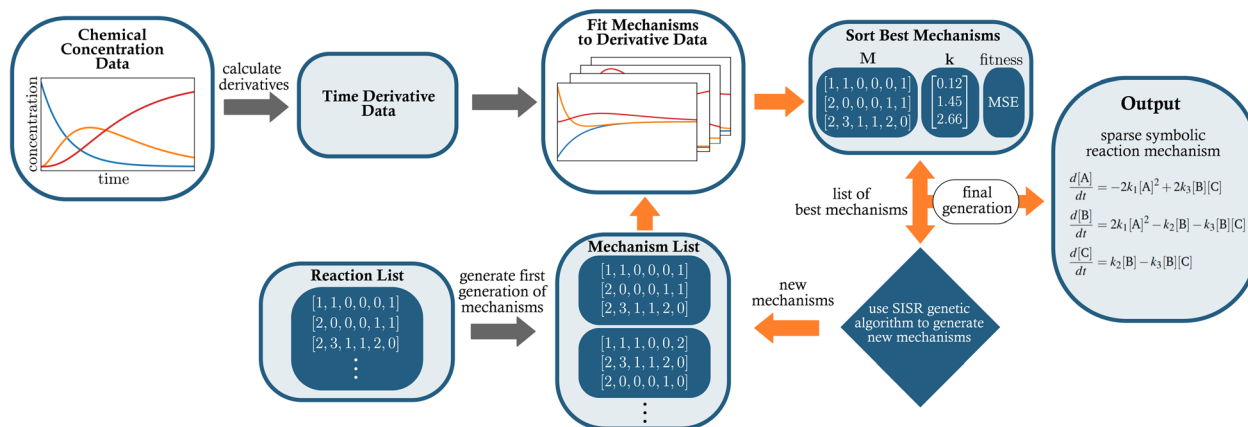 Chemical
Concentration
Data
concentration
time
calculate
derivatives
Time Derivative
Data
Fit Mechanisms
to Derivative Data
Sort Best Mechanisms
M
k
fitness
[1, 1, 0, 0, 0, 1]
[2, 0, 0, 0, 1, 1]
[2, 3, 1, 1, 2, 0]
0.12
1.45
2.66
MSE
list of
best mechanisms
final
generation
Output
sparse symbolic
reaction mechanism
d[A]/dt = −2k₁[A]² + 2k₃[B][C]
d[B]/dt = 2k₁[A]² − k₂[B] − k₃[B][C]
d[C]/dt = k₂[B] − k₃[B][C]
Reaction List
[1, 1, 0, 0, 0, 1]
[2, 0, 0, 0, 1, 1]
[2, 3, 1, 1, 2, 0]
⋮
generate first
generation of
mechanisms
Mechanism List
[1, 1, 0, 0, 0, 1]
[2, 0, 0, 0, 1, 1]
[2, 3, 1, 1, 2, 0]
[1, 1, 1, 0, 0, 2]
[2, 3, 1, 1, 2, 0]
[2, 0, 0, 0, 1, 0]
⋮
new
mechanisms
use SISR genetic
algorithm to generate
new mechanisms